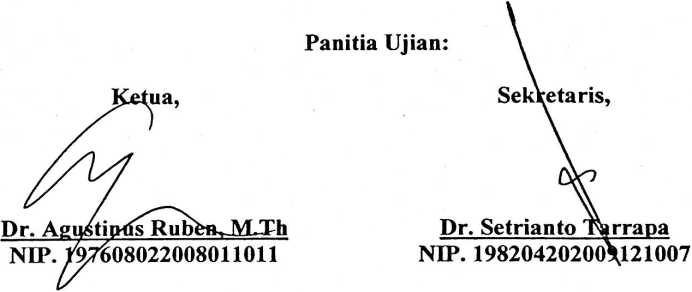 Panitia Ujian:
Ketua,
Sekretaris,
Dr. Agustinus Ruben, M.Th
Dr. Setrianto Tarrapa
NIP. 197608022008011011
NIP. 198204202009121007